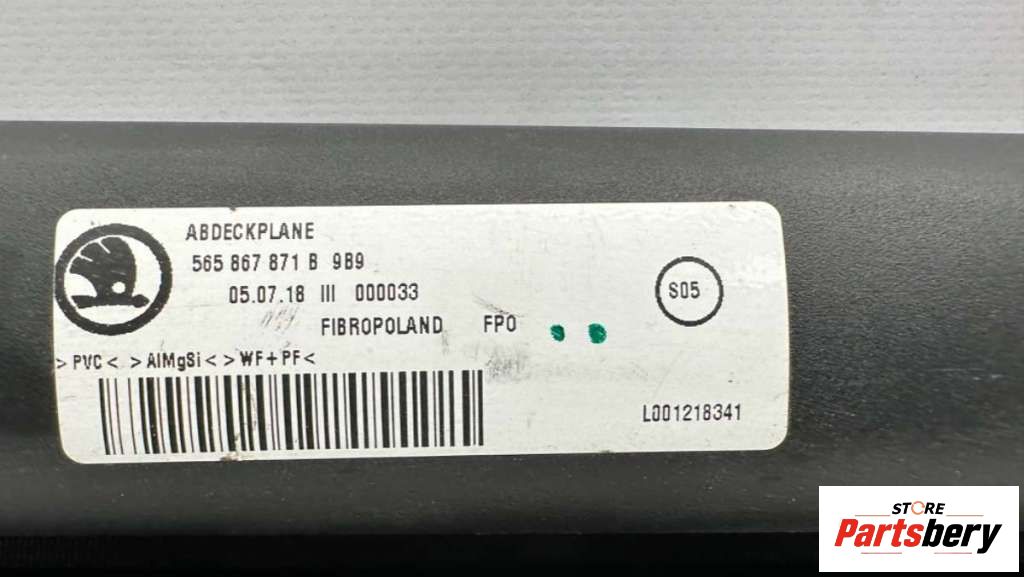 ABDECKPLANE
565 867 871 B 9B9
05.07.18 III 000033
S05
FIBROPOLAND FPO
>PVC< >AlMgSi< >WF+PF<
L001218341
STORE
Partsbery